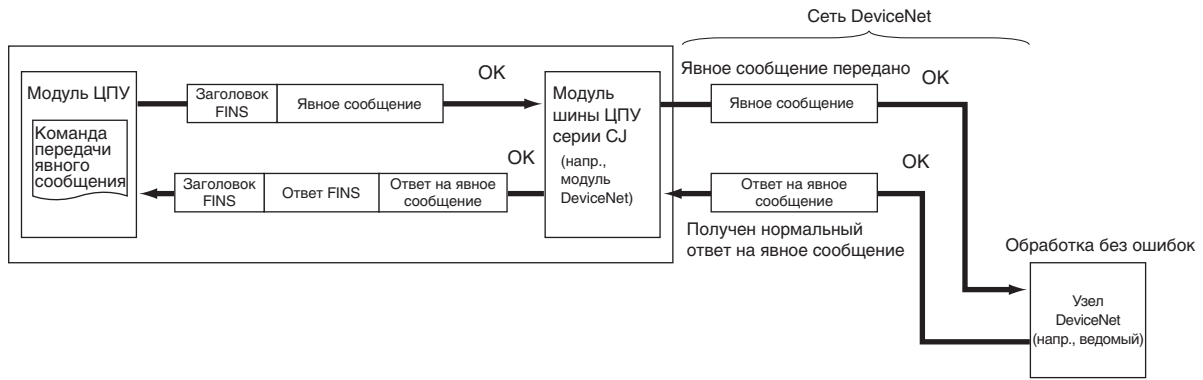 Сеть DeviceNet
Модуль ЦПУ
Команда
передачи
явного
сообщения
Заголовок
FINS
Явное сообщение
OK
Модуль
шины ЦПУ
серии CJ
(напр.,
модуль
DeviceNet)
Явное сообщение передано
OK
Явное сообщение
Заголовок
FINS
Ответ FINS
Ответ на явное
сообщение
OK
OK
Ответ на явное
сообщение
Получен нормальный
ответ на явное сообщение
Обработка без ошибок
Узел
DeviceNet
(напр., ведомый)